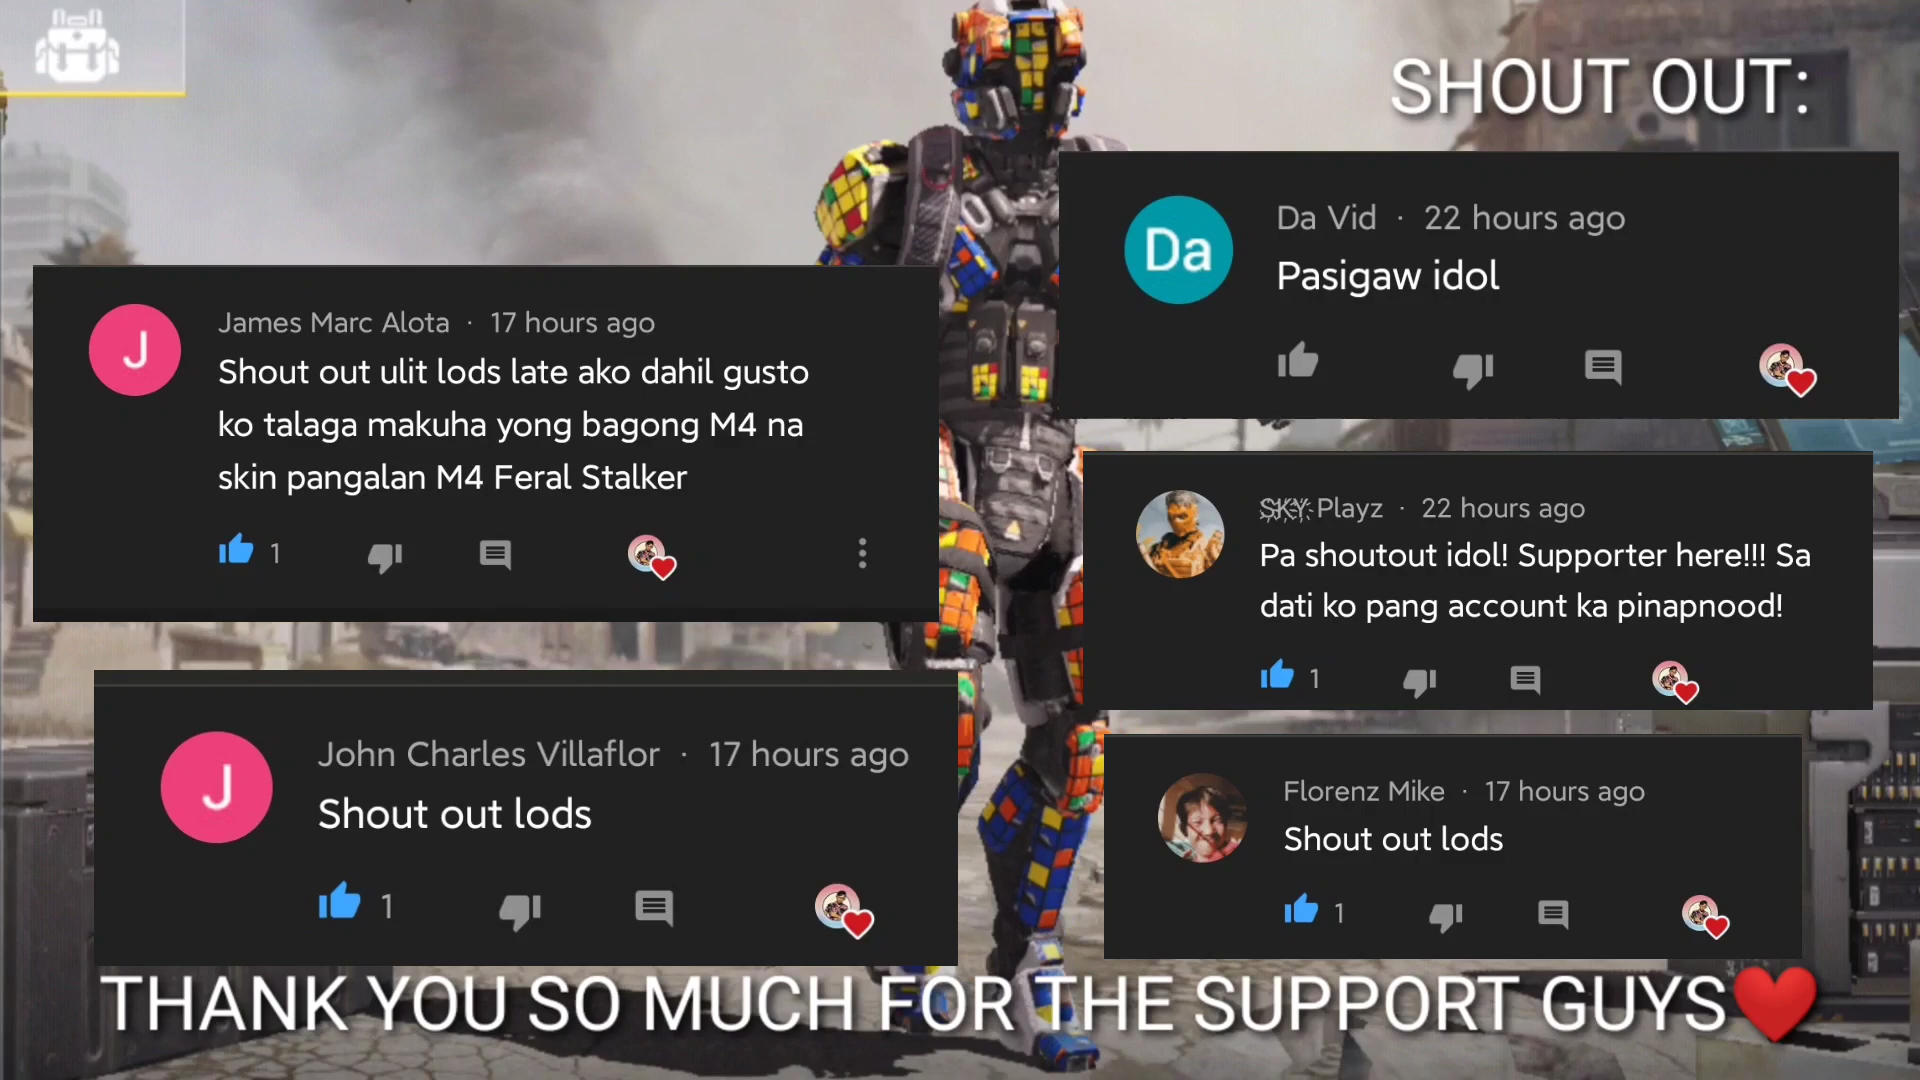 SHOUT OUT:
J
James Marc Alota · 17 hours ago
Shout out ulit lods late ako dahil gusto
ko talaga makuha yong bagong M4 na
skin pangalan M4 Feral Stalker
1
J
John Charles Villaflor · 17 hours ago
Shout out lods
1
Da
Da Vid · 22 hours ago
Pasigaw idol
SKY Playz · 22 hours ago
Pa shoutout idol! Supporter here!!! Sa
dati ko pang account ka pinapnood!
1
Florenz Mike · 17 hours ago
Shout out lods
1
THANK YOU SO MUCH FOR THE SUPPORT GUYS❤️